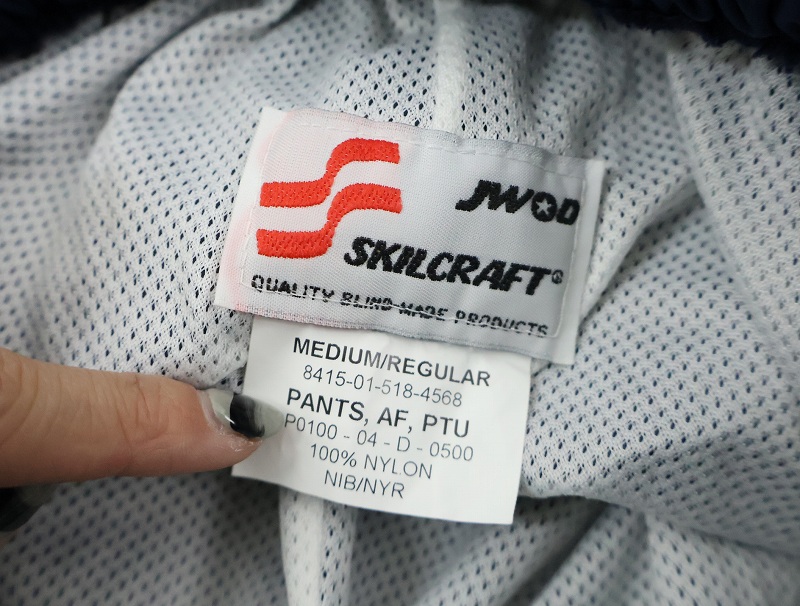 JWOD
SKILCRAFT®
QUALITY BLIND MADE PRODUCTS
MEDIUM/REGULAR
8415-01-518-4568
PANTS, AF, PTU
P0100 - 04 - D - 0500
100% NYLON
NIB/NYR